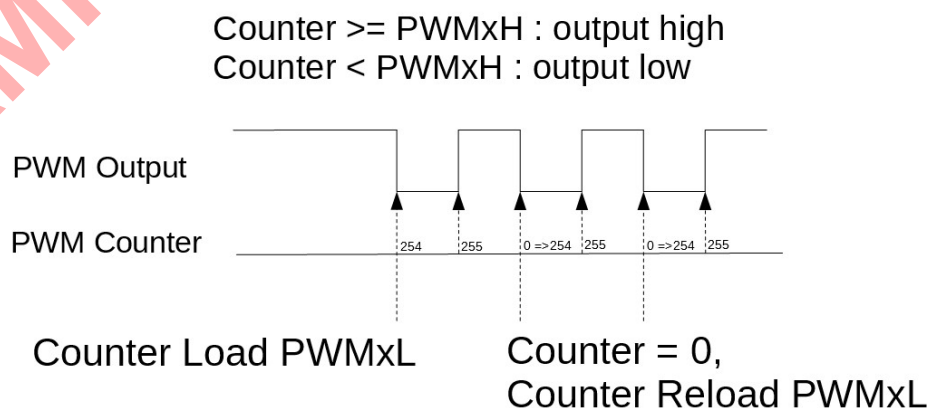 Counter >= PWMxH : output high
Counter < PWMxH : output low
PWM Output
PWM Counter
254
255
0 =>254
255
0 =>254
255
Counter Load PWMxL
Counter = 0,
Counter Reload PWMxL